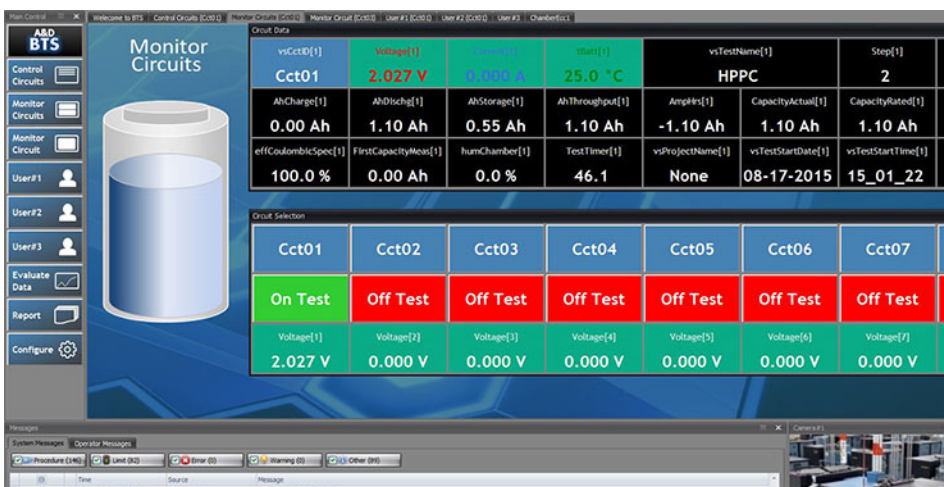 Main Control
Welcome to BTS Control Circuits (Cct01) Monitor Circuits (Cct01) Monitor Circuit (Cct03) User #1 (Cct01) User #2 (Cct01) User #3 ChamberEcc1
A&D
BTS
Control
Circuits
Monitor
Circuits
Monitor
Circuit
User#1
User#2
User#3
Evaluate
Data
Report
Configure
Monitor
Circuits
Circuit Data
vsCctID[1] Voltage[1] Current[1] tBatt[1] vsTestName[1] Step[1]
Cct01 2.027 V 0.000 A 25.0 °C HPPC 2
AhCharge[1] AhDischg[1] AhStorage[1] AhThroughput[1] AmpHrs[1] CapacityActual[1] CapacityRated[1]
0.00 Ah 1.10 Ah 0.55 Ah 1.10 Ah -1.10 Ah 1.10 Ah 1.10 Ah
effCoulombicSpec[1] FirstCapacityMeas[1] humChamber[1] TestTimer[1] vsProjectName[1] vsTestStartDate[1] vsTestStartTime[1]
100.0 % 0.00 Ah 0.0 % 46.1 None 08-17-2015 15_01_22
Circuit Selection
Cct01 Cct02 Cct03 Cct04 Cct05 Cct06 Cct07
On Test Off Test Off Test Off Test Off Test Off Test Off Test
Voltage[1] Voltage[2] Voltage[3] Voltage[4] Voltage[5] Voltage[6] Voltage[7]
2.027 V 0.000 V 0.000 V 0.000 V 0.000 V 0.000 V 0.000 V
Messages
Camera#1
System Messages Operator Messages
Procedure (146) Limit (82) Error (0) Warning (0) Other (89)
Time Source Message